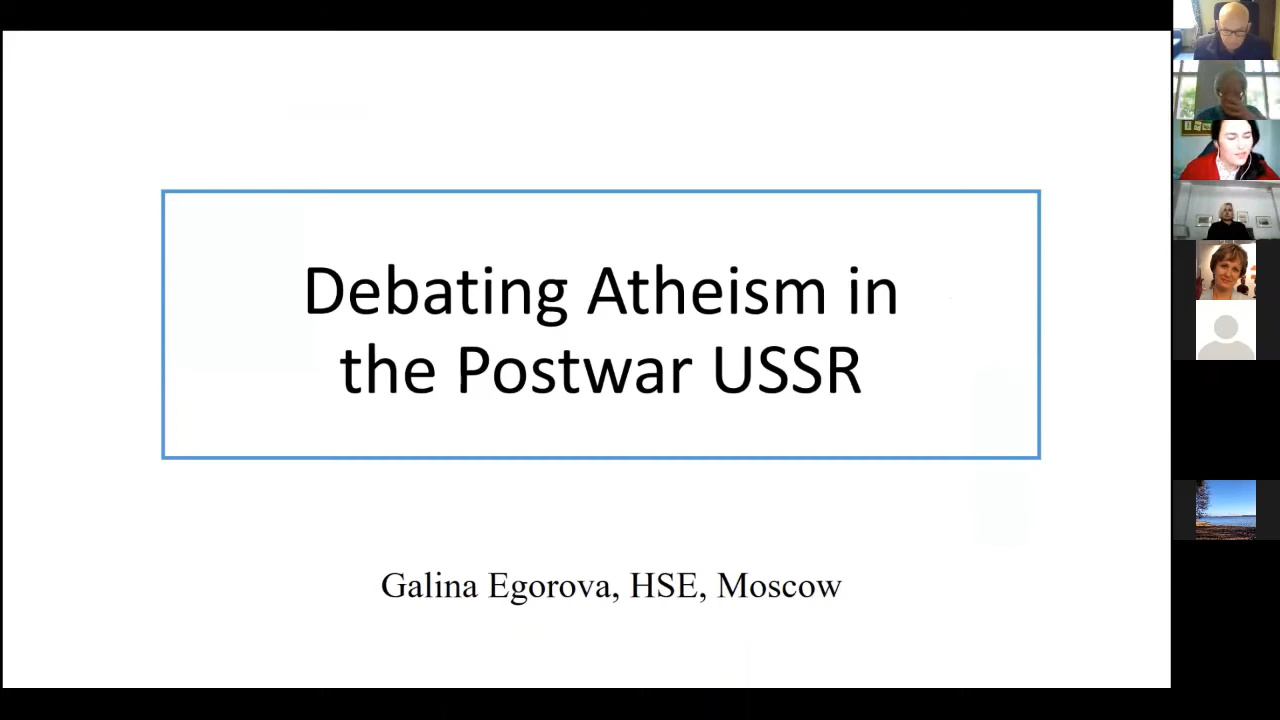 Debating Atheism in
the Postwar USSR
Galina Egorova, HSE, Moscow